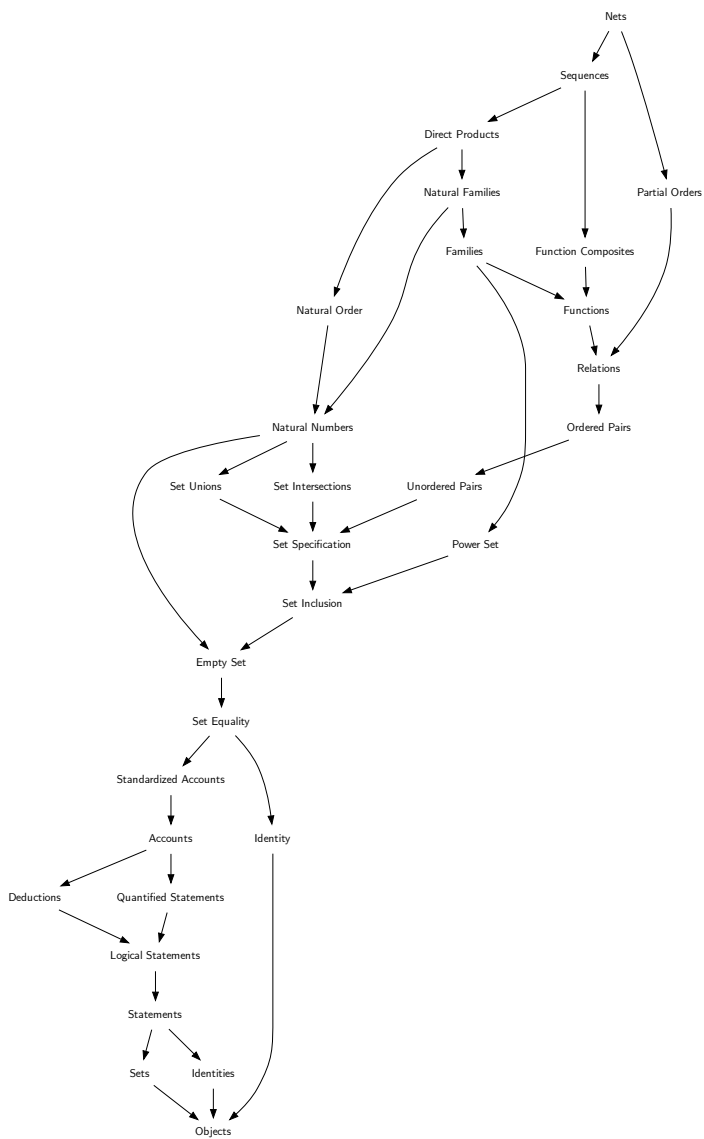 Nets
Sequences
Direct Products
Natural Families
Partial Orders
Families
Function Composites
Natural Order
Functions
Relations
Natural Numbers
Ordered Pairs
Set Unions
Set Intersections
Unordered Pairs
Set Specification
Power Set
Set Inclusion
Empty Set
Set Equality
Standardized Accounts
Accounts
Identity
Deductions
Quantified Statements
Logical Statements
Statements
Sets
Identities
Objects